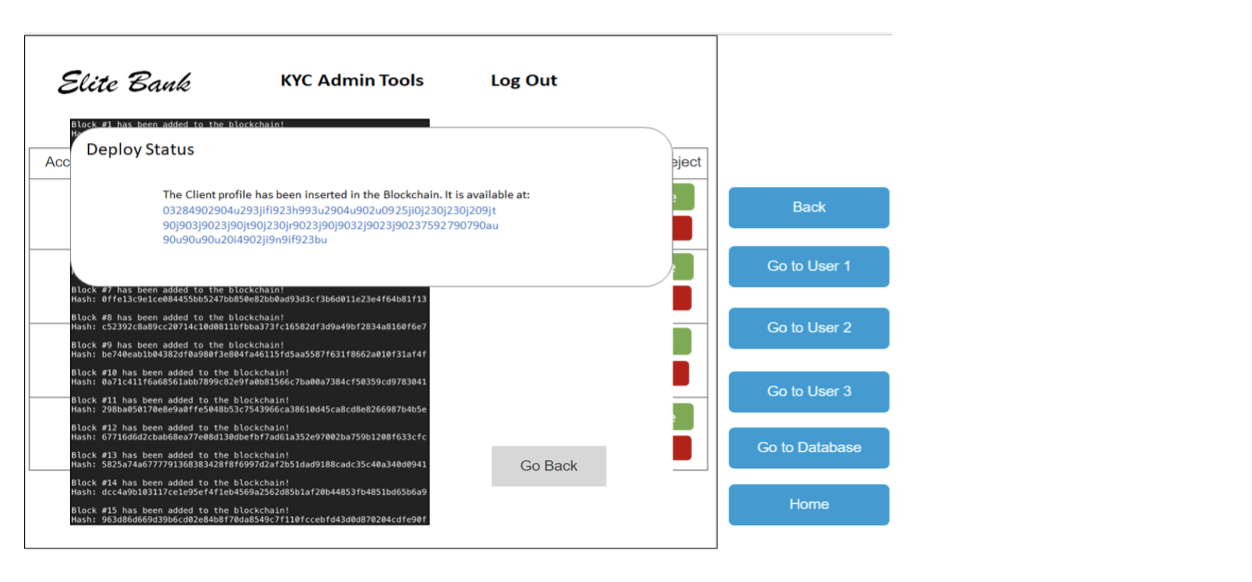 Elite Bank
KYC Admin Tools
Log Out
Block #1 has been added to the blockchain!
Deploy Status
The Client profile has been inserted in the Blockchain. It is available at:
03284902904u293jifi923h993u2904u902u0925ji0j230j230j209jt
90j903j9023j90jt90j230jr9023j90j9032j9023j90237592790790au
90u90u90u20i4902ji9n9if923bu
Acc
eject
Block #7 has been added to the blockchain!
Hash: 0ffe13c9e1ce084455bb5247bb850e82bb0ad93d3cf3b6d011e23e4f64b81f13
Block #8 has been added to the blockchain!
Hash: c52392c8a89cc20714c10d0811bfbba373fc16582df3d9a49bf2834a8160f6e7
Block #9 has been added to the blockchain!
Hash: be740eab1b04382df0a980f3e804fa46115fd5aa5587f631f8662a010f31af4f
Block #10 has been added to the blockchain!
Hash: 0a71c411f6a68561abb7899c82e9fa0b81566c7ba00a7384cf50359cd9783041
Block #11 has been added to the blockchain!
Hash: 298ba050170e8e9a0ffe5048b53c7543966ca38610d45ca8cd8e8266987b4b5e
Block #12 has been added to the blockchain!
Hash: 67716d6d2cbab68ea77e08d130dbefbf7ad61a352e97002ba759b1208f633cfc
Block #13 has been added to the blockchain!
Hash: 5825a74a6777791368383428f8f6997d2af2b51dad9188cadc35c40a340d0941
Block #14 has been added to the blockchain!
Hash: dcc4a9b103117ce1e95ef4f1eb4569a2562d85b1af20b44853fb4851bd65b6a9
Block #15 has been added to the blockchain!
Hash: 963d86d669d39b6cd02e84b8f70da8549c7f110fccebfd43d0d870204cdfe90f
Go Back
Back
Go to User 1
Go to User 2
Go to User 3
Go to Database
Home